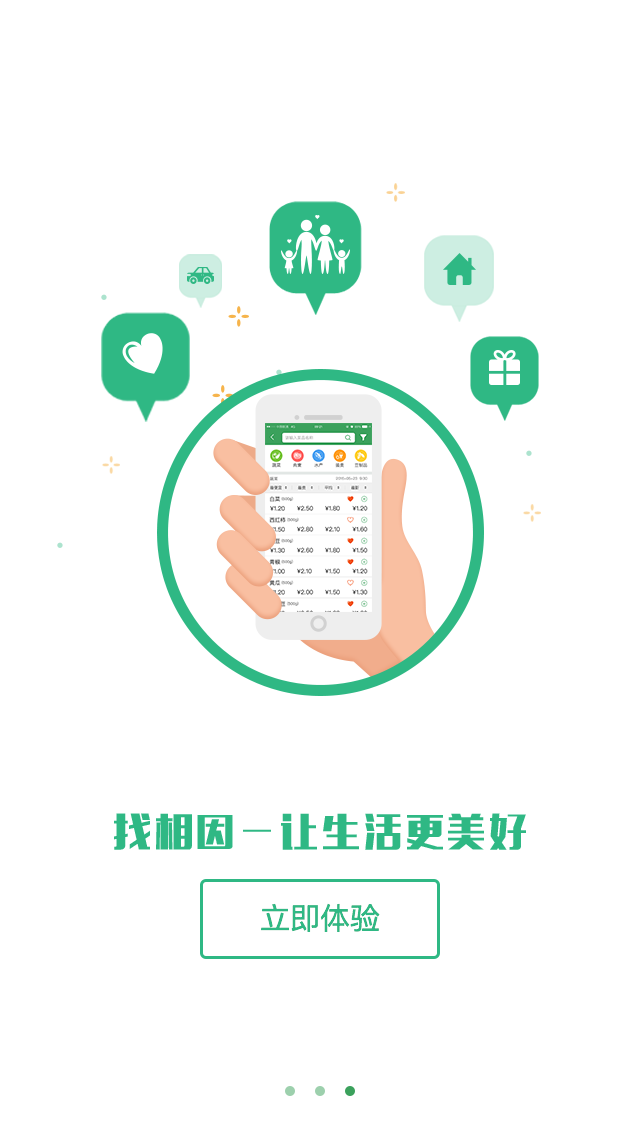 请输入菜品名称
蔬菜 肉禽 水产 蛋类 豆制品
白菜 (500g)
¥1.20 ¥2.50 ¥1.80 ¥1.20
西红柿 (500g)
.50 ¥2.80 ¥2.10 ¥1.60
豆 (500g)
¥1.30 ¥2.60 ¥1.80 ¥1.50
青椒 (500g)
1.00 ¥2.10 ¥1.50 ¥1.20
黄瓜 (500g)
.20 ¥2.00 ¥1.50 ¥1.30
(500g)
找相因—让生活更美好
立即体验